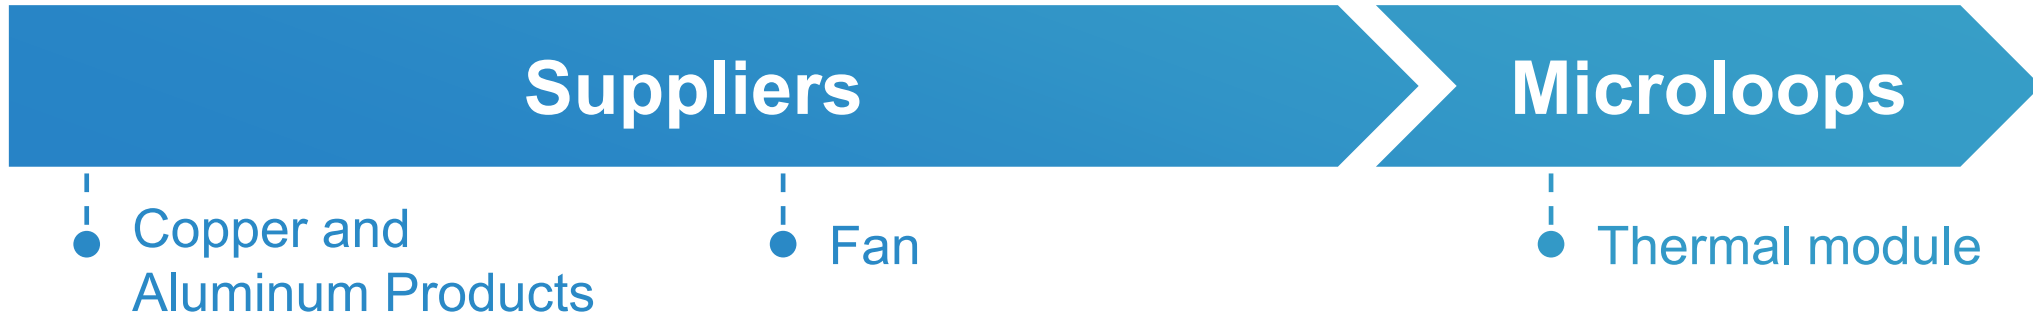 Suppliers
Microloops
Copper and
Aluminum Products
Fan
Thermal module